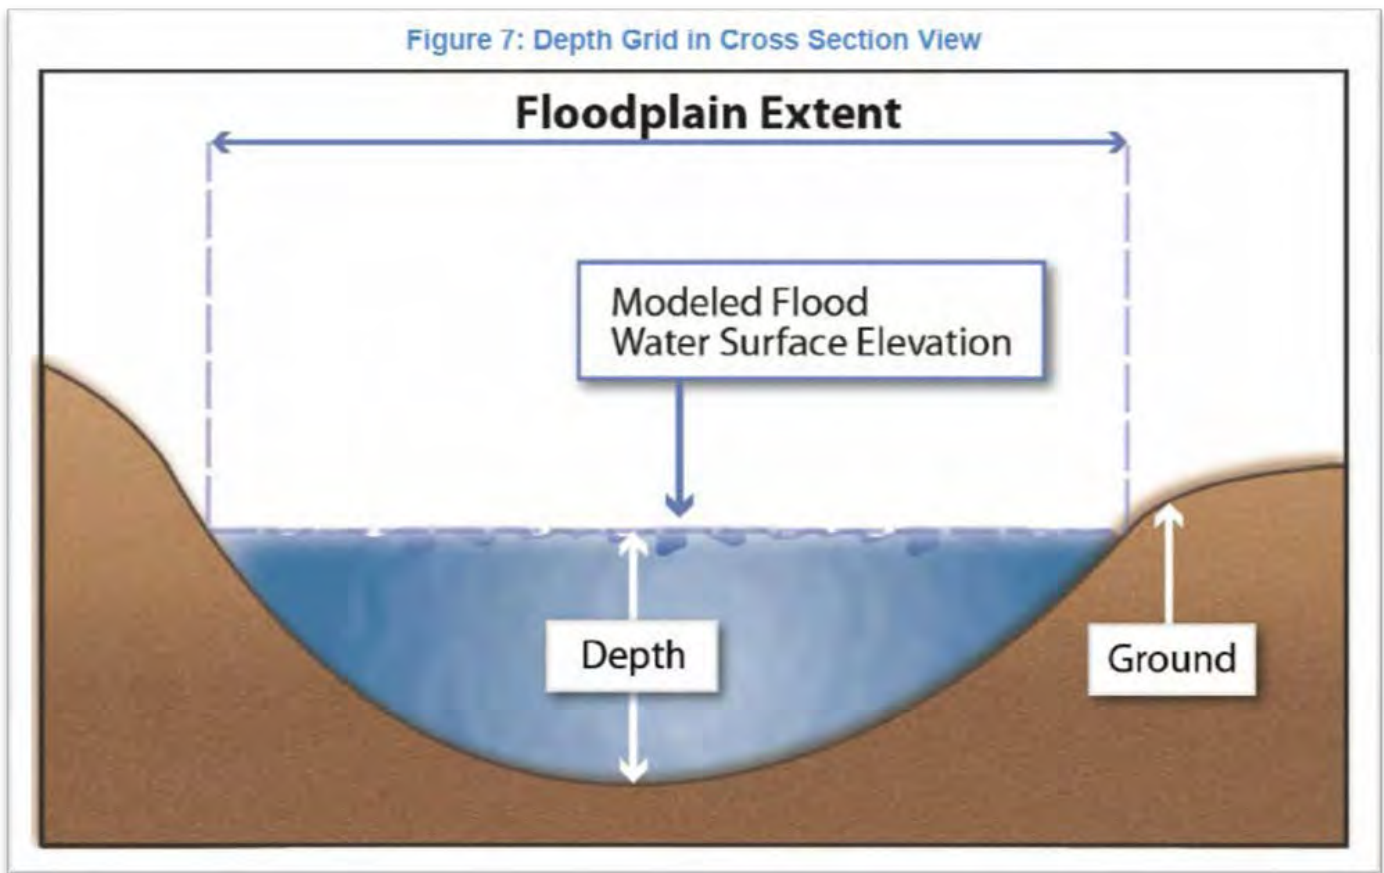 Figure 7: Depth Grid in Cross Section View
Floodplain Extent
Modeled Flood
Water Surface Elevation
Depth
Ground